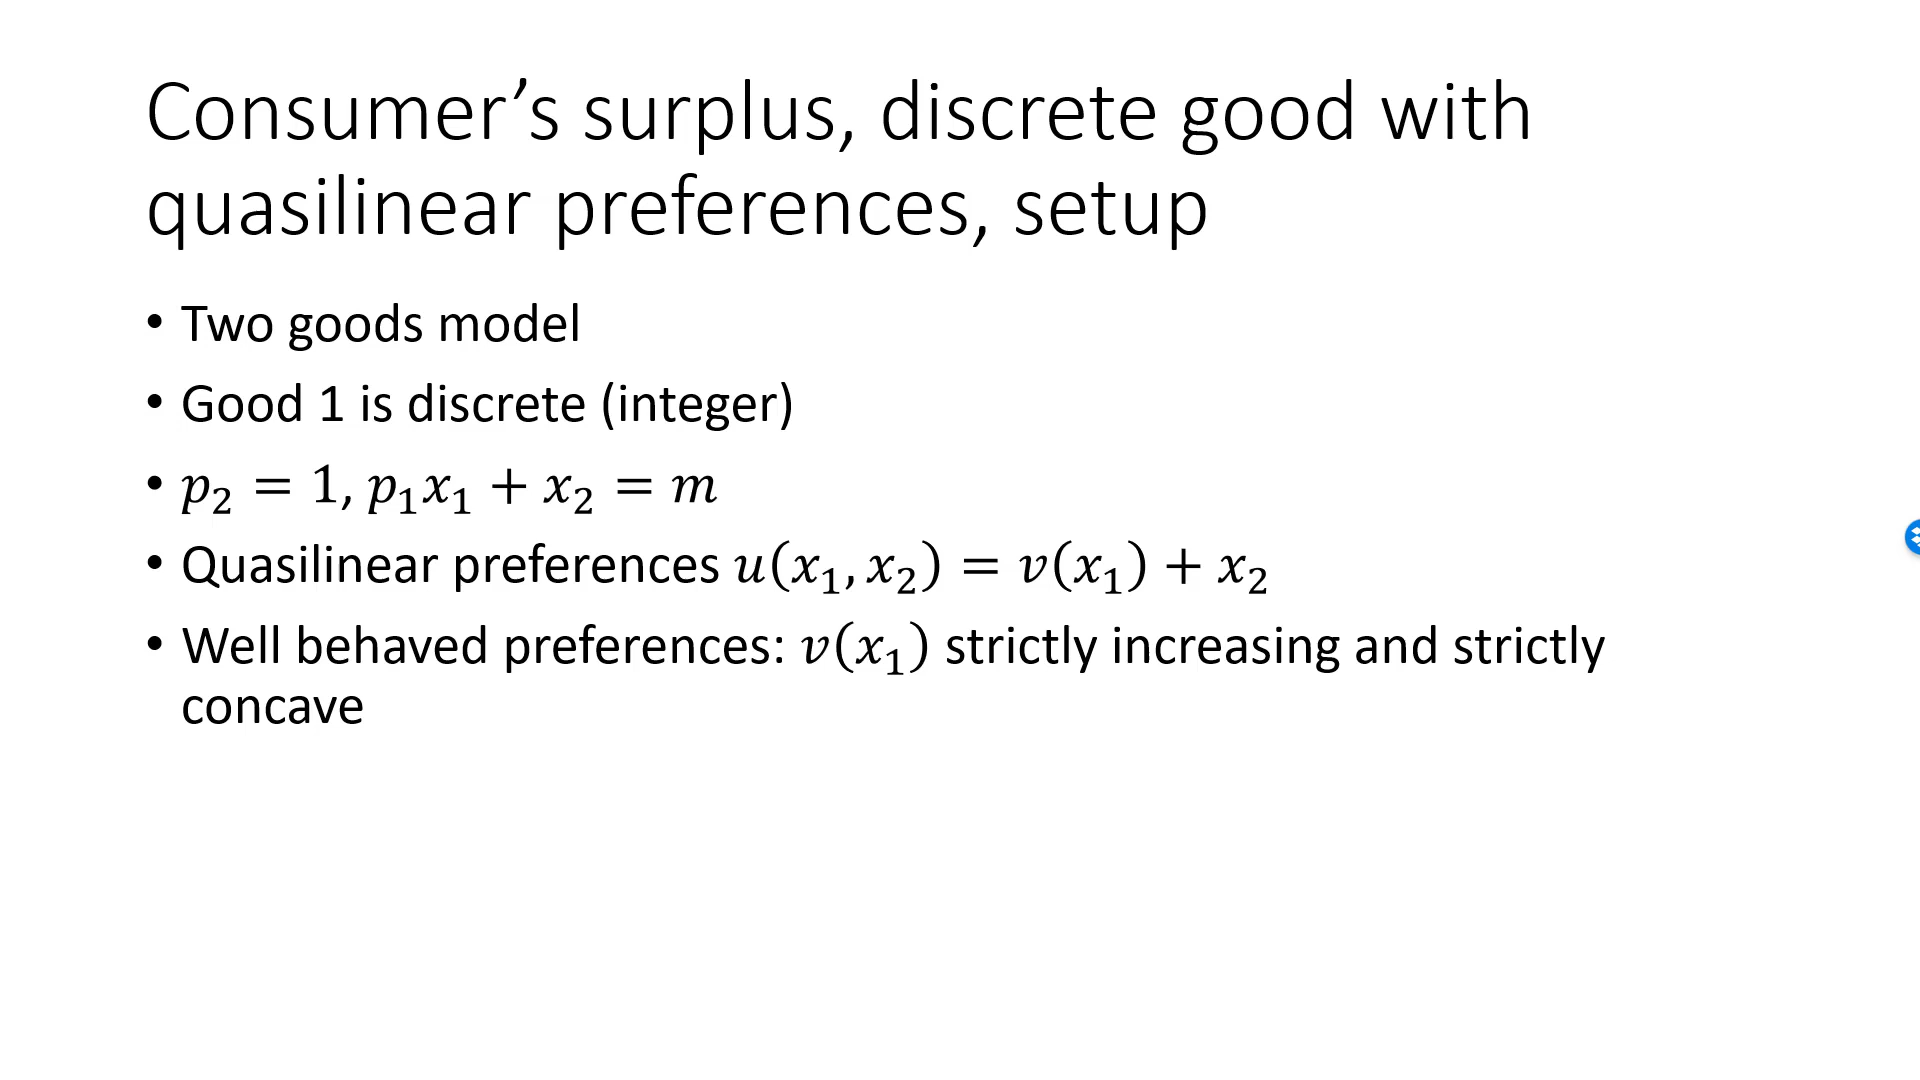 Consumer’s surplus, discrete good with
quasilinear preferences, setup
• Two goods model
• Good 1 is discrete (integer)
• p₂ = 1, p₁x₁ + x₂ = m
• Quasilinear preferences u(x₁, x₂) = v(x₁) + x₂
• Well behaved preferences: v(x₁) strictly increasing and strictly
concave